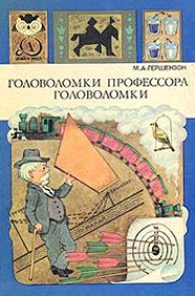 М.А. ГЕРШЕНЗОН
ГОЛОВОЛОМКИ ПРОФЕССОРА
ГОЛОВОЛОМКИ